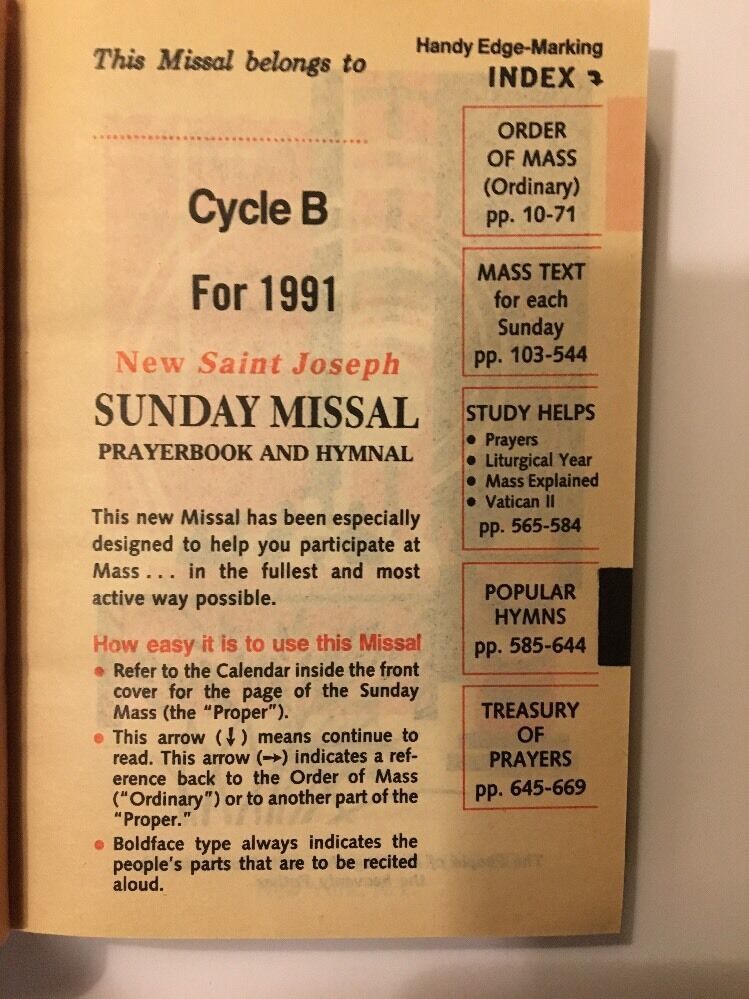 This Missal belongs to
Cycle B
For 1991
New Saint Joseph
SUNDAY MISSAL
PRAYERBOOK AND HYMNAL
This new Missal has been especially
designed to help you participate at
Mass . . . in the fullest and most
active way possible.
How easy it is to use this Missal
• Refer to the Calendar inside the front
cover for the page of the Sunday
Mass (the “Proper”).
• This arrow (↓) means continue to
read. This arrow (→) indicates a ref-
erence back to the Order of Mass
(“Ordinary”) or to another part of the
“Proper.”
• Boldface type always indicates the
people’s parts that are to be recited
aloud.
Handy Edge-Marking
INDEX
ORDER
OF MASS
(Ordinary)
pp. 10-71
MASS TEXT
for each
Sunday
pp. 103-544
STUDY HELPS
• Prayers
• Liturgical Year
• Mass Explained
• Vatican II
pp. 565-584
POPULAR
HYMNS
pp. 585-644
TREASURY
OF
PRAYERS
pp. 645-669